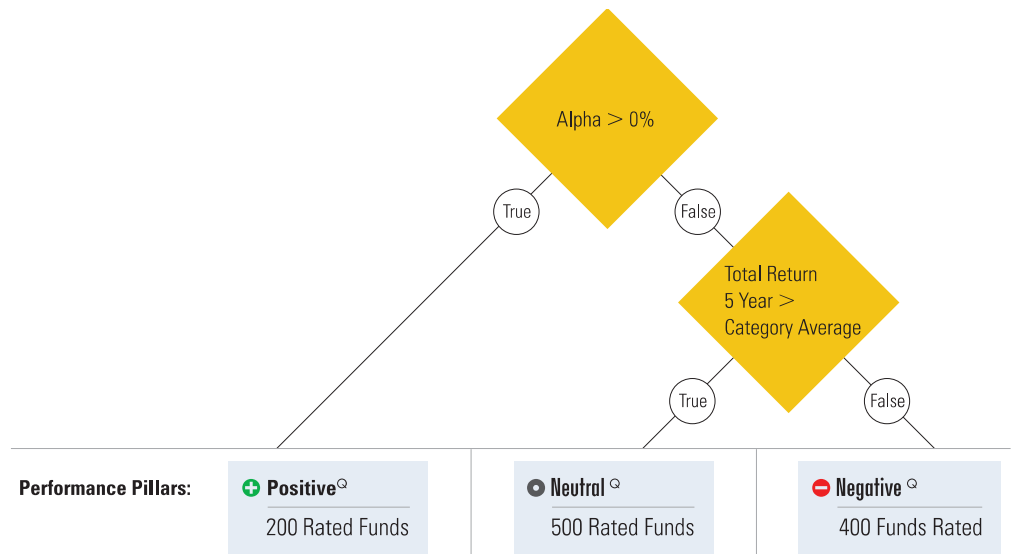 Alpha > 0%
True
False
Total Return
5 Year >
Category Average
True
False
Performance Pillars:
Positive Q
Neutral Q
Negative Q
200 Rated Funds
500 Rated Funds
400 Funds Rated